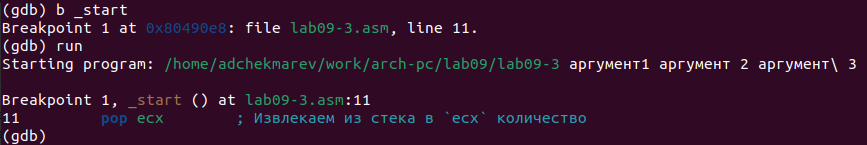 (gdb) b _start
Breakpoint 1 at 0x80490e8: file lab09-3.asm, line 11.
(gdb) run
Starting program: /home/adchekmarev/work/arch-pc/lab09/lab09-3 аргумент1 аргумент 2 аргумент\ 3
Breakpoint 1, _start () at lab09-3.asm:11
11 pop ecx ; Извлекаем из стека в `ecx` количество
(gdb)